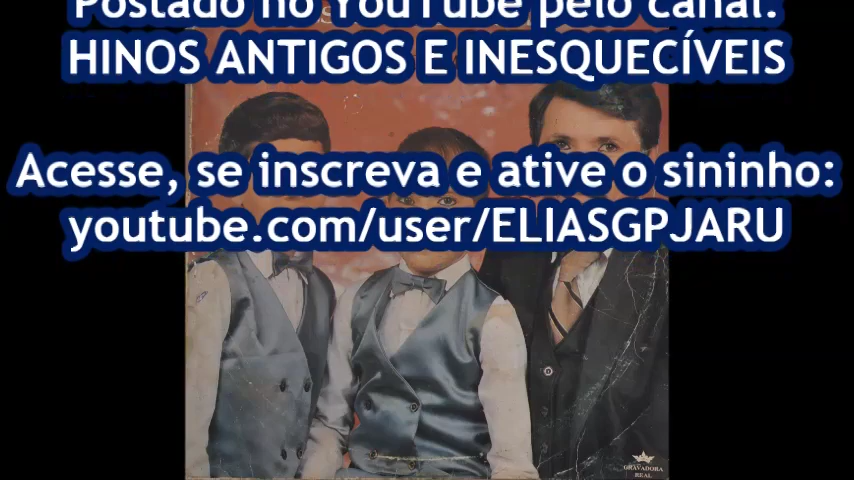 Postado no YouTube pelo canal:
HINOS ANTIGOS E INESQUECÍVEIS
Acesse, se inscreva e ative o sininho:
youtube.com/user/ELIASGPJARU
GRAVADORA
REAL